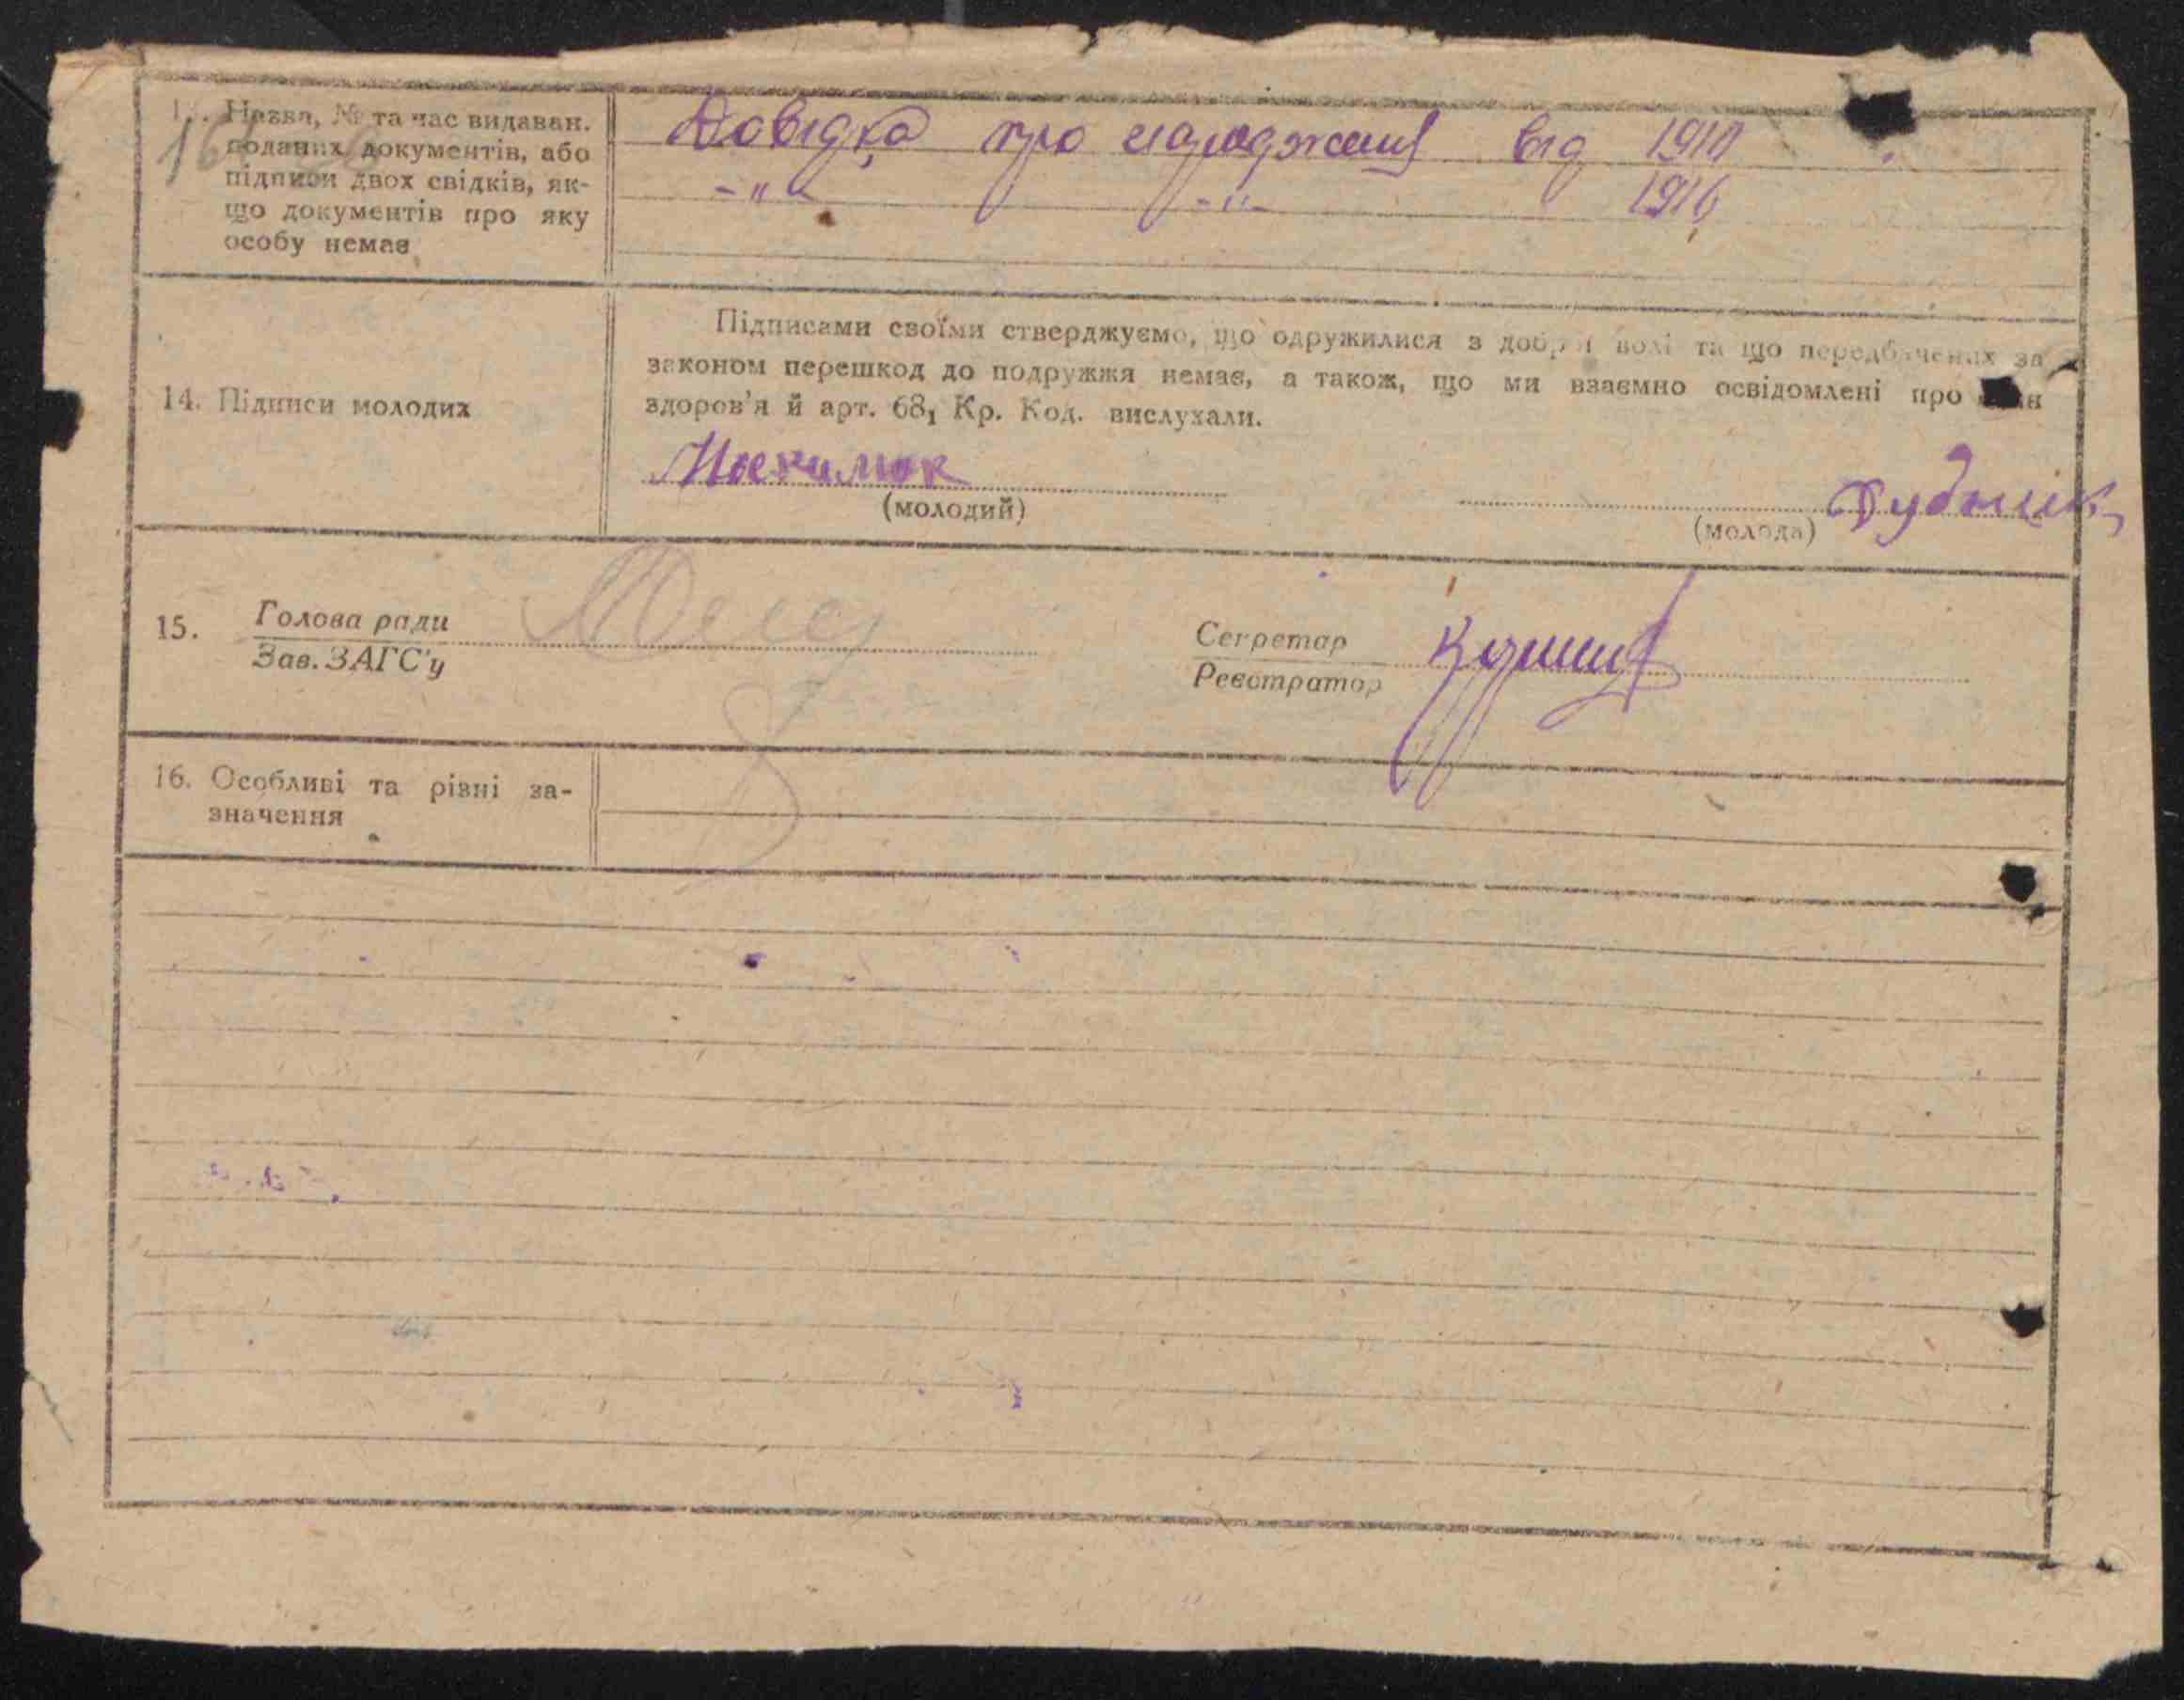 Назва, № та час видаван.
поданих документів, або
підписи двох свідків, як-
що документів про яку
особу немає
Довідка про народження від 1910
-"- -"- 1916
14. Підписи молодих
Підписами своїми стверджуємо, що одружилися з доброї волі та що передбачених за
законом перешкод до подружжя немає, а також, що ми взаємно освідомлені про
здоров'я й арт. 68₁ Кр. Код. вислухали.
(молодий)
Дубник
(молода)
15. Голова ради
Зав. ЗАГС'у
Секретар
Реєстратор
16. Особливі та різні за-
значення